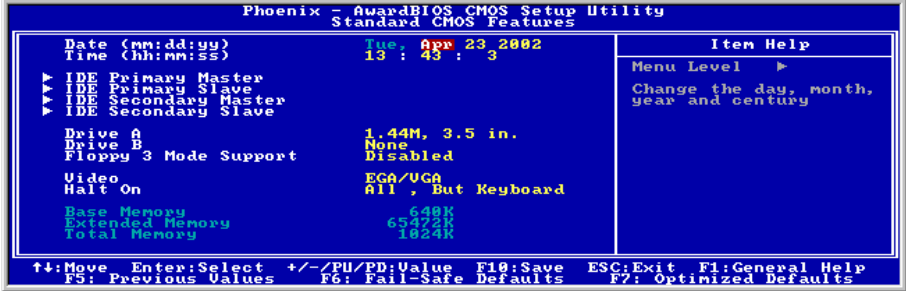 Phoenix - AwardBIOS CMOS Setup Utility
Standard CMOS Features
Date (mm:dd:yy) Tue, Apr 23 2002
Time (hh:mm:ss) 13 : 43 : 3
IDE Primary Master
IDE Primary Slave
IDE Secondary Master
IDE Secondary Slave
Drive A 1.44M, 3.5 in.
Drive B None
Floppy 3 Mode Support Disabled
Video EGA/VGA
Halt On All , But Keyboard
Base Memory 640K
Extended Memory 65472K
Total Memory 1024K
Item Help
Menu Level
Change the day, month,
year and century
↑↓:Move Enter:Select +/-/PU/PD:Value F10:Save ESC:Exit F1:General Help
F5: Previous Values F6: Fail-Safe Defaults F7: Optimized Defaults